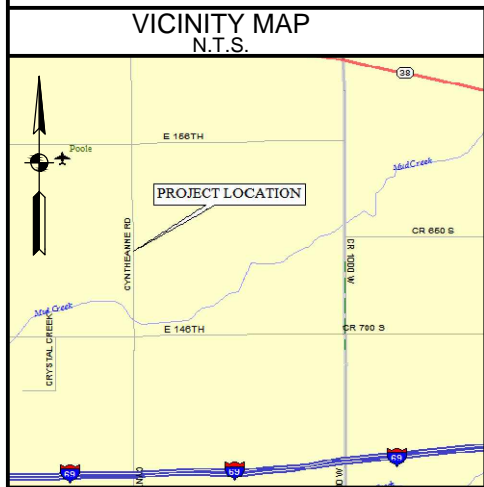 VICINITY MAP
N.T.S.
38
E 156TH
Poole
Mud Creek
PROJECT LOCATION
CYNTHEANNE RD
CR 650 S
CR 1000 W
Mud Creek
E 146TH
CR 700 S
CRYSTAL CREEK
69
69
69